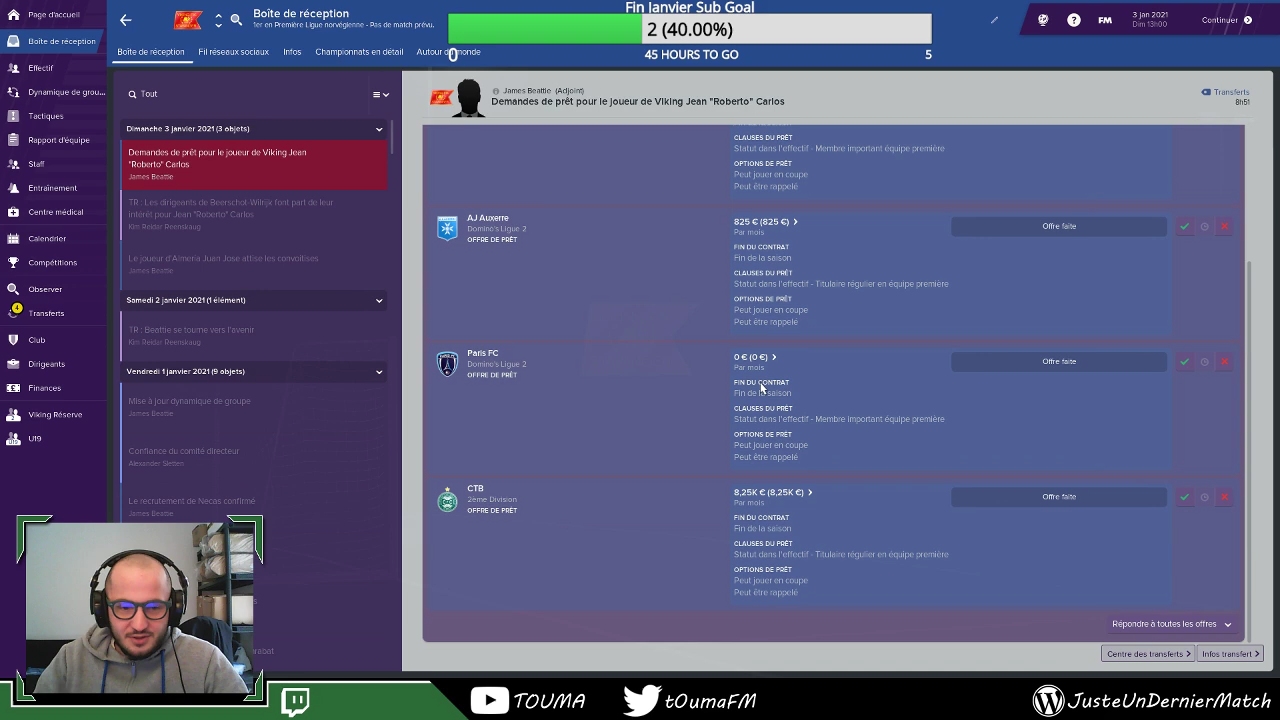 Fin Janvier Sub Goal
2 (40.00%)
0
45 HOURS TO GO
5
Boîte de réception
1er en Première Ligue norvégienne - Pas de match prévu.
FM
3 jan 2020
Dim 13h00
Continuer
Page d'accueil
Boîte de réception
Effectif
Dynamique de grou...
Tactiques
Rapport d'équipe
Staff
Entraînement
Centre médical
Calendrier
Compétitions
Observer
Transferts
Club
Dirigeants
Finances
Viking Réserve
U19
Boîte de réception
Fil réseaux sociaux
Infos
Championnats en détail
Autour du monde
Tout
Dimanche 3 janvier 2021 (3 objets)
Demandes de prêt pour le joueur de Viking Jean
"Roberto" Carlos
James Beattie
TR : Les dirigeants de Beerschot-Wilrijk font part de leur
intérêt pour Jean "Roberto" Carlos
Kim Reidar Reenskaug
Le joueur d'Almería Juan Jose attise les convoitises
James Beattie
Samedi 2 janvier 2021 (1 élément)
TR : Beattie se tourne vers l'avenir
Kim Reidar Reenskaug
Vendredi 1 janvier 2021 (9 objets)
Mise à jour dynamique de groupe
James Beattie
Confiance du comité directeur
Alexander Sletten
Le recrutement de Necas confirmé
James Beattie
James Beattie (Adjoint)
Demandes de prêt pour le joueur de Viking Jean "Roberto" Carlos
Transferts
8h51
CLAUSES DU PRÊT
Statut dans l'effectif - Membre important équipe première
OPTIONS DE PRÊT
Peut jouer en coupe
Peut être rappelé
AJ Auxerre
Domino's Ligue 2
OFFRE DE PRÊT
825 € (825 €)
Par mois
FIN DU CONTRAT
Fin de la saison
CLAUSES DU PRÊT
Statut dans l'effectif - Titulaire régulier en équipe première
OPTIONS DE PRÊT
Peut jouer en coupe
Peut être rappelé
Offre faite
Paris FC
Domino's Ligue 2
OFFRE DE PRÊT
0 € (0 €)
Par mois
FIN DU CONTRAT
Fin de la saison
CLAUSES DU PRÊT
Statut dans l'effectif - Membre important équipe première
OPTIONS DE PRÊT
Peut jouer en coupe
Peut être rappelé
Offre faite
CTB
2ème Division
OFFRE DE PRÊT
8,25K € (8,25K €)
Par mois
FIN DU CONTRAT
Fin de la saison
CLAUSES DU PRÊT
Statut dans l'effectif - Titulaire régulier en équipe première
OPTIONS DE PRÊT
Peut jouer en coupe
Peut être rappelé
Offre faite
Répondre à toutes les offres
Centre des transferts
Infos transfert
TOUMA
tOumaFM
JusteUnDernierMatch